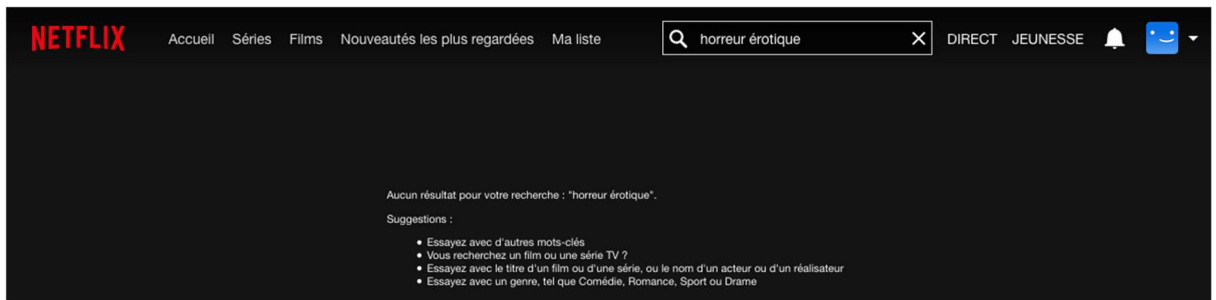 NETFLIX Accueil Séries Films Nouveautés les plus regardées Ma liste horreur érotique DIRECT JEUNESSE
Aucun résultat pour votre recherche : "horreur érotique".
Suggestions :
• Essayez avec d'autres mots-clés
• Vous recherchez un film ou une série TV ?
• Essayez avec le titre d'un film ou d'une série, ou le nom d'un acteur ou d'un réalisateur
• Essayez avec un genre, tel que Comédie, Romance, Sport ou Drame